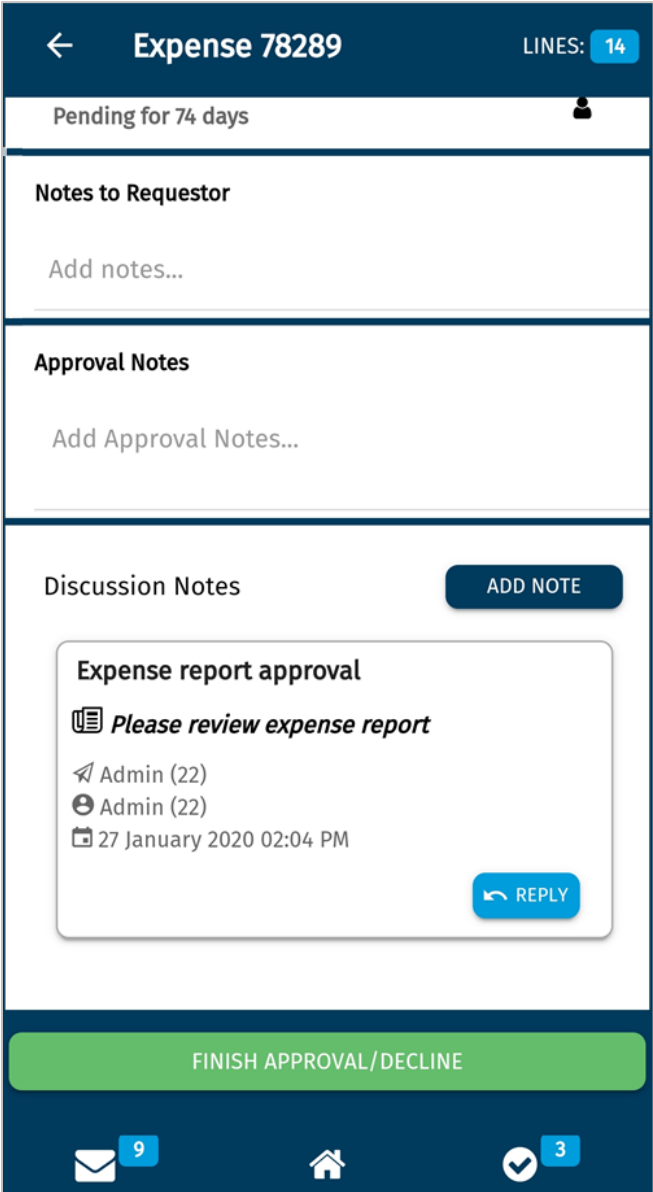 Expense 78289
LINES: 14
Pending for 74 days
Notes to Requestor
Add notes...
Approval Notes
Add Approval Notes...
Discussion Notes
ADD NOTE
Expense report approval
Please review expense report
Admin (22)
Admin (22)
27 January 2020 02:04 PM
REPLY
FINISH APPROVAL/DECLINE
9
3